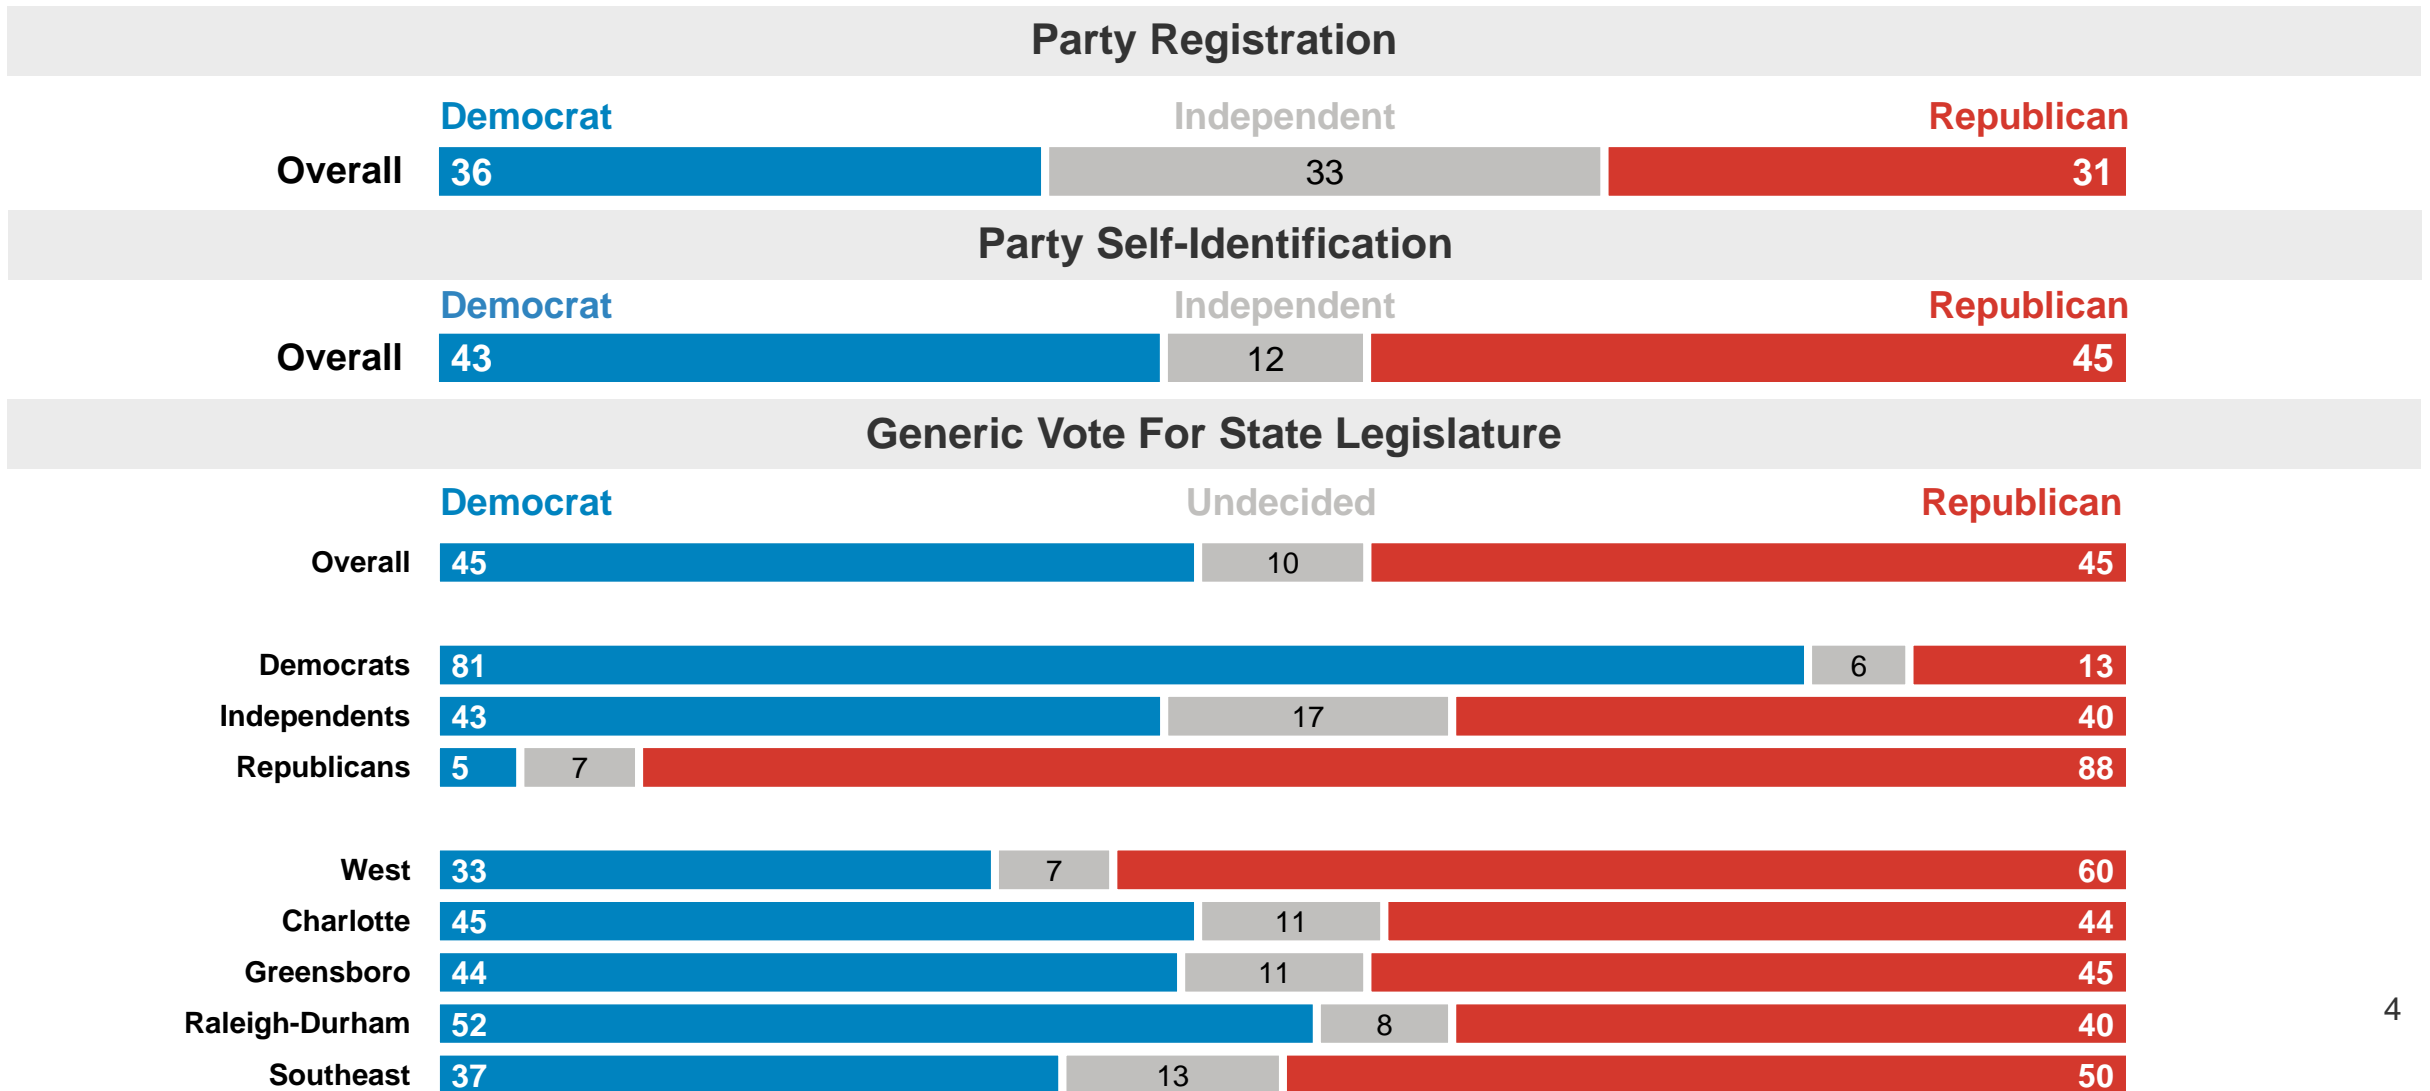 Party Registration
Democrat Independent Republican
Overall 36 33 31
Party Self-Identification
Democrat Independent Republican
Overall 43 12 45
Generic Vote For State Legislature
Democrat Undecided Republican
Overall 45 10 45
Democrats 81 6 13
Independents 43 17 40
Republicans 5 7 88
West 33 7 60
Charlotte 45 11 44
Greensboro 44 11 45
Raleigh-Durham 52 8 40
4
Southeast 37 13 50